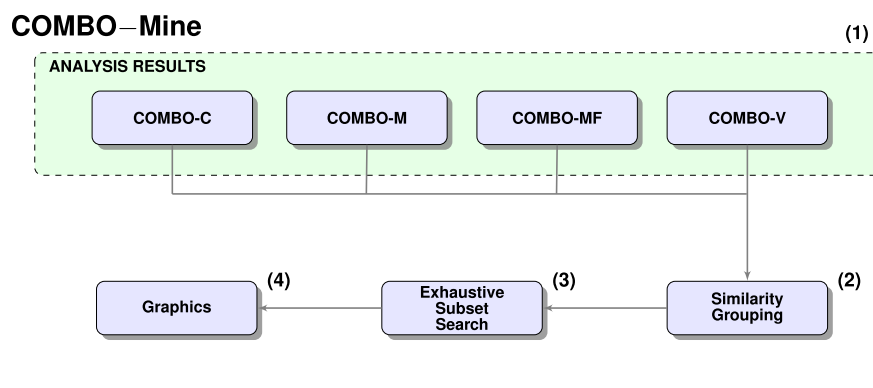 COMBO–Mine
(1)
ANALYSIS RESULTS
COMBO-C
COMBO-M
COMBO-MF
COMBO-V
(4)
Graphics
(3)
Exhaustive
Subset
Search
(2)
Similarity
Grouping